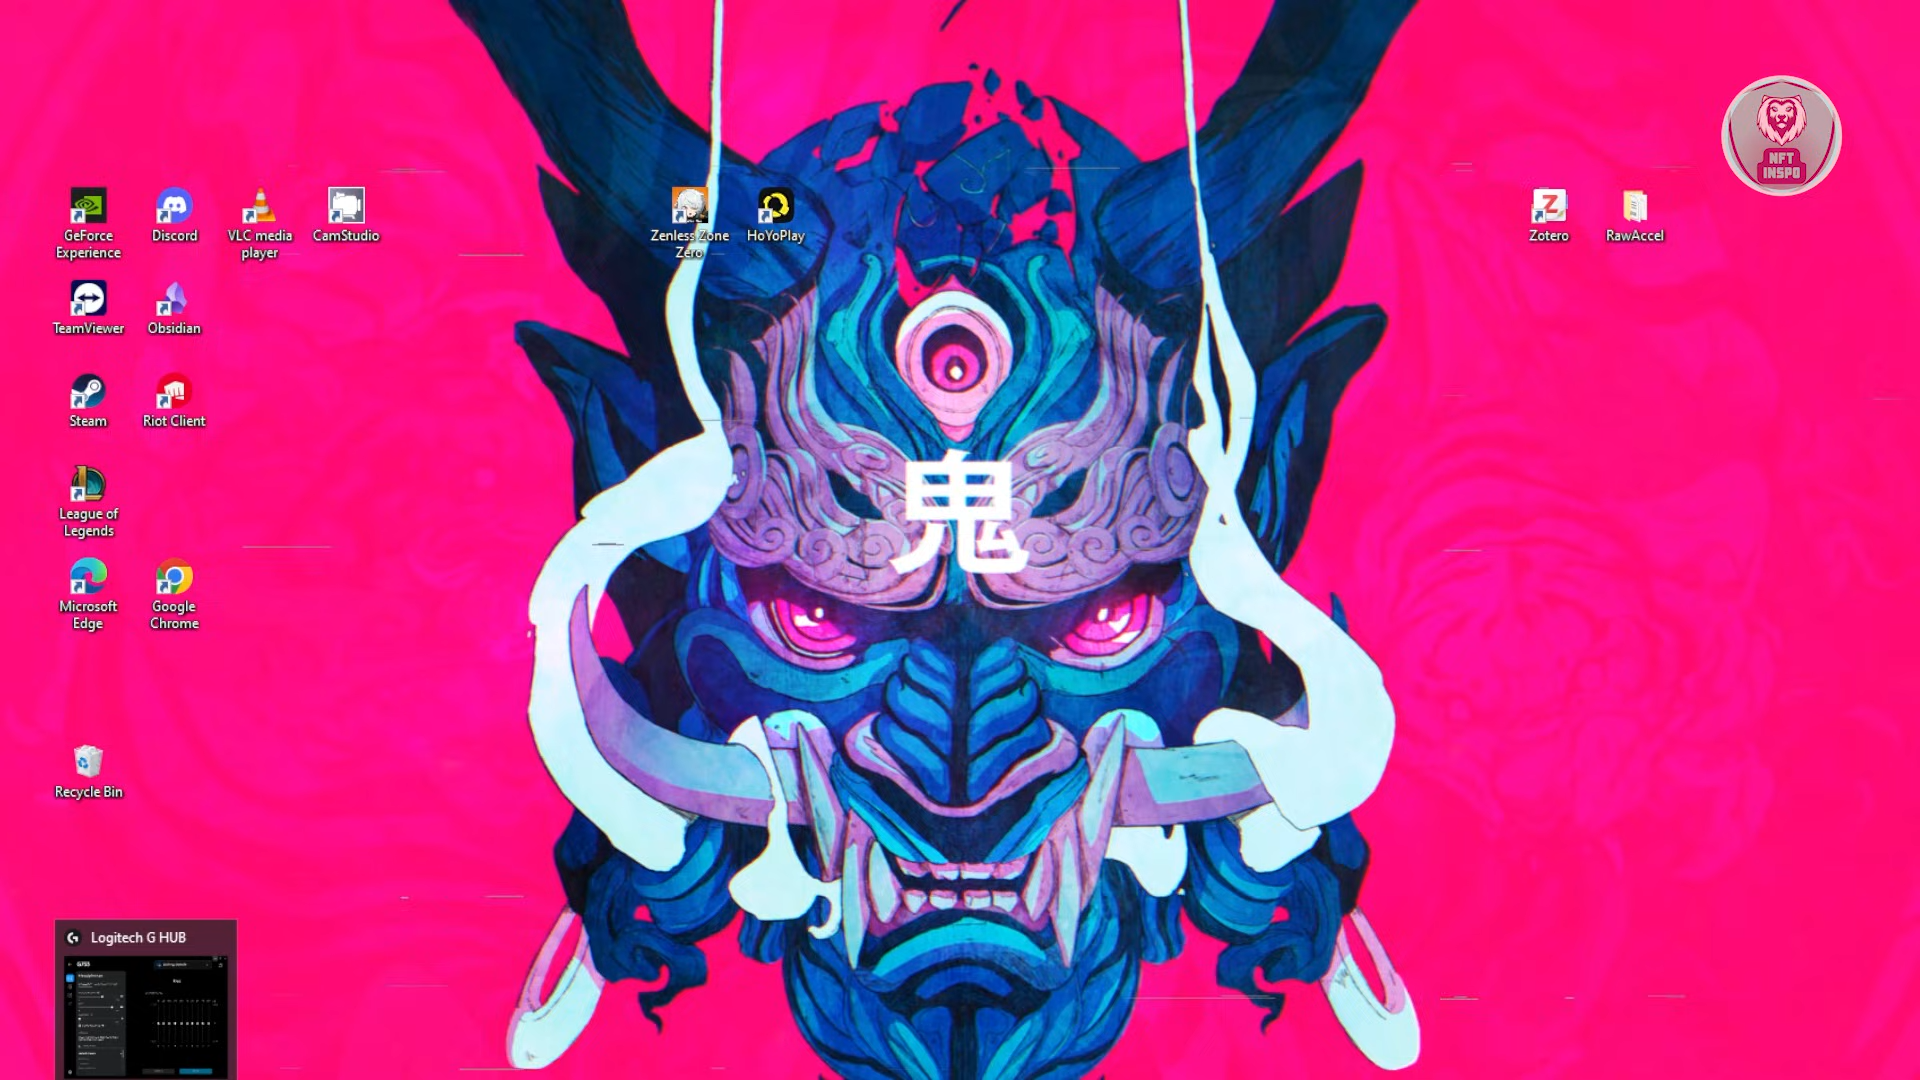 NFT
INSPO
GeForce
Experience
Discord
VLC media
player
CamStudio
Zenless Zone
Zero
HoYoPlay
Zotero
RawAccel
TeamViewer
Obsidian
Steam
Riot Client
League of
Legends
鬼
Microsoft
Edge
Google
Chrome
Recycle Bin
Logitech G HUB